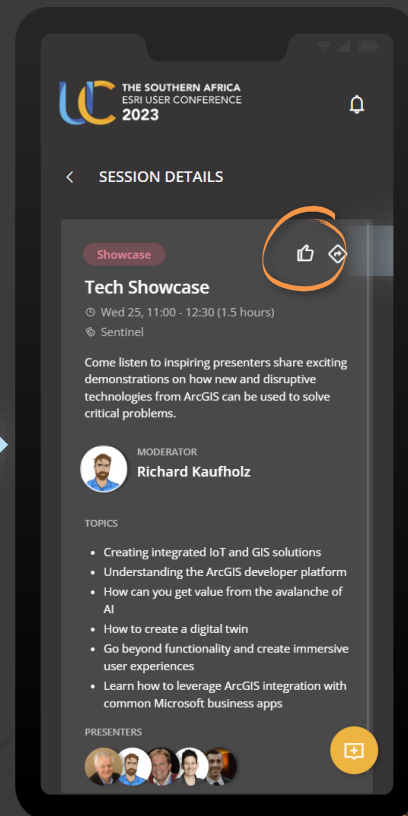 THE SOUTHERN AFRICA
ESRI USER CONFERENCE
2023
SESSION DETAILS
Showcase
Tech Showcase
Wed 25, 11:00 - 12:30 (1.5 hours)
Sentinel
Come listen to inspiring presenters share exciting
demonstrations on how new and disruptive
technologies from ArcGIS can be used to solve
critical problems.
MODERATOR
Richard Kaufholz
TOPICS
• Creating integrated IoT and GIS solutions
• Understanding the ArcGIS developer platform
• How can you get value from the avalanche of
AI
• How to create a digital twin
• Go beyond functionality and create immersive
user experiences
• Learn how to leverage ArcGIS integration with
common Microsoft business apps
PRESENTERS